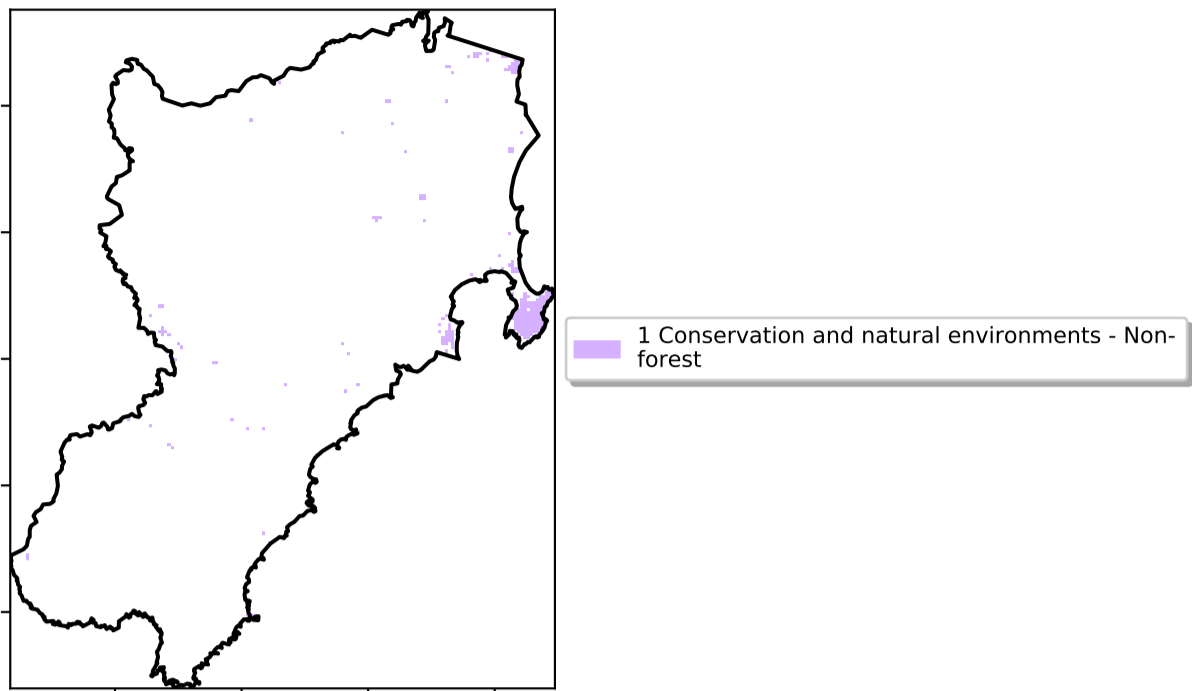 1 Conservation and natural environments - Non-
forest